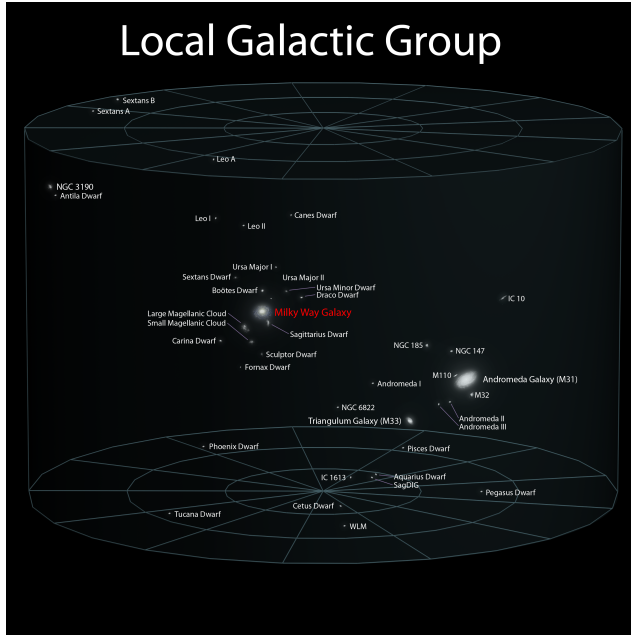 Local Galactic Group
Sextans B
Sextans A
Leo A
NGC 3190
Antila Dwarf
Leo I
Leo II
Canes Dwarf
Ursa Major I
Ursa Major II
Sextans Dwarf
Ursa Minor Dwarf
Boötes Dwarf
Draco Dwarf
IC 10
Milky Way Galaxy
Large Magellanic Cloud
Small Magellanic Cloud
Sagittarius Dwarf
Carina Dwarf
NGC 185
NGC 147
Sculptor Dwarf
Fornax Dwarf
M110
Andromeda Galaxy (M31)
Andromeda I
M32
NGC 6822
Triangulum Galaxy (M33)
Andromeda II
Andromeda III
Phoenix Dwarf
Pisces Dwarf
IC 1613
Aquarius Dwarf
SagDIG
Pegasus Dwarf
Cetus Dwarf
Tucana Dwarf
WLM